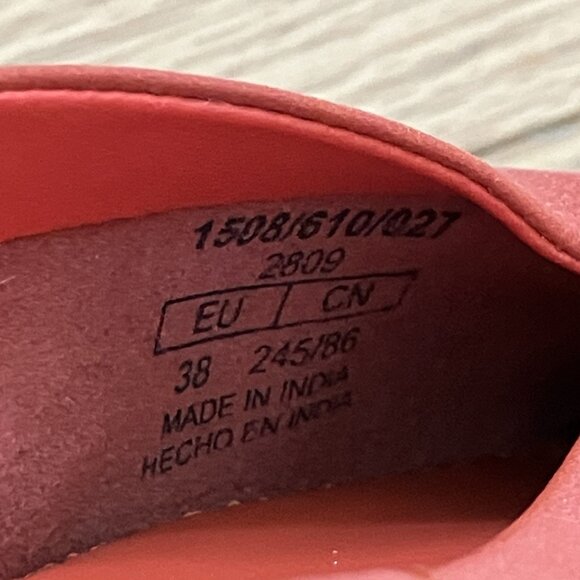 1508/610/027
2809
EU CN
38 245/86
MADE IN INDIA
HECHO EN INDIA